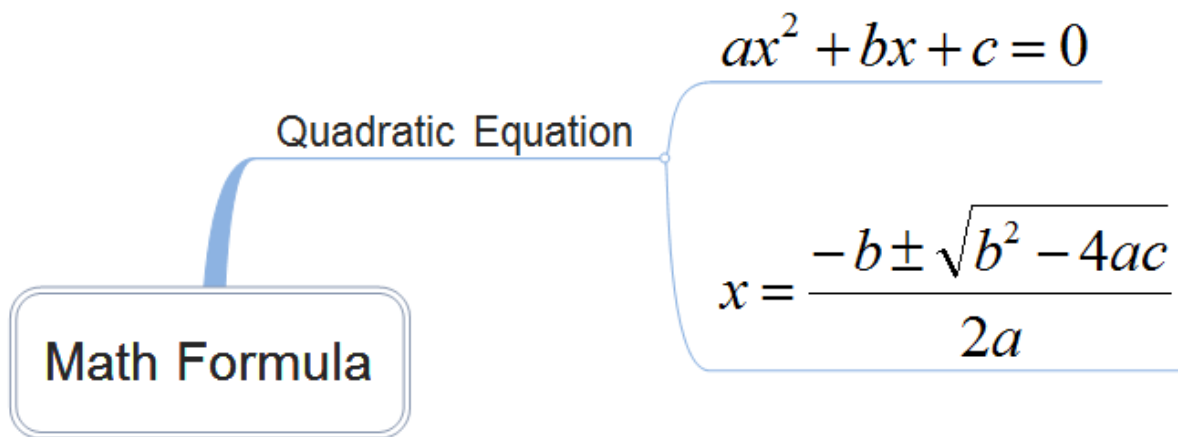 ax² + bx + c = 0
Quadratic Equation
x = (-b ± √(b² - 4ac)) / 2a
Math Formula